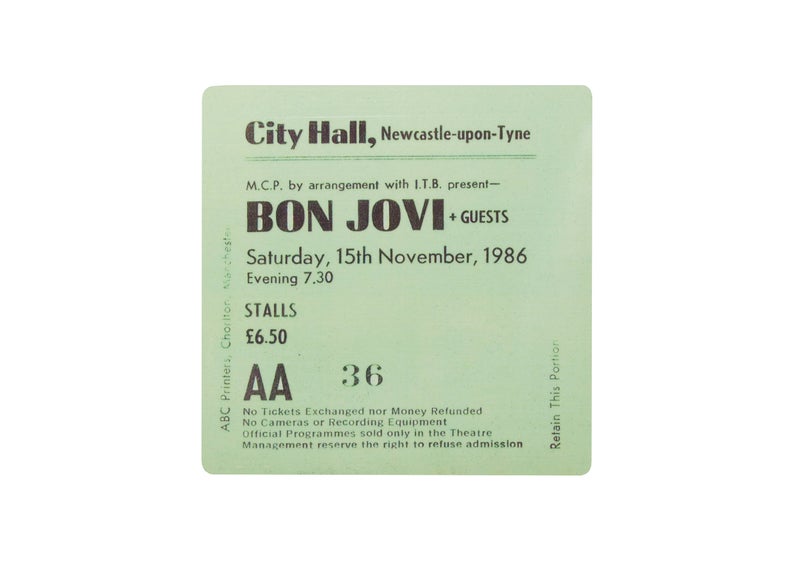 City Hall, Newcastle-upon-Tyne
M.C.P. by arrangement with I.T.B. present—
BON JOVI + GUESTS
Saturday, 15th November, 1986
Evening 7.30
STALLS
£6.50
AA 36
No Tickets Exchanged nor Money Refunded
No Cameras or Recording Equipment
Official Programmes sold only in the Theatre
Management reserve the right to refuse admission
ABC Printers, Chorlton, Manchester
Retain This Portion